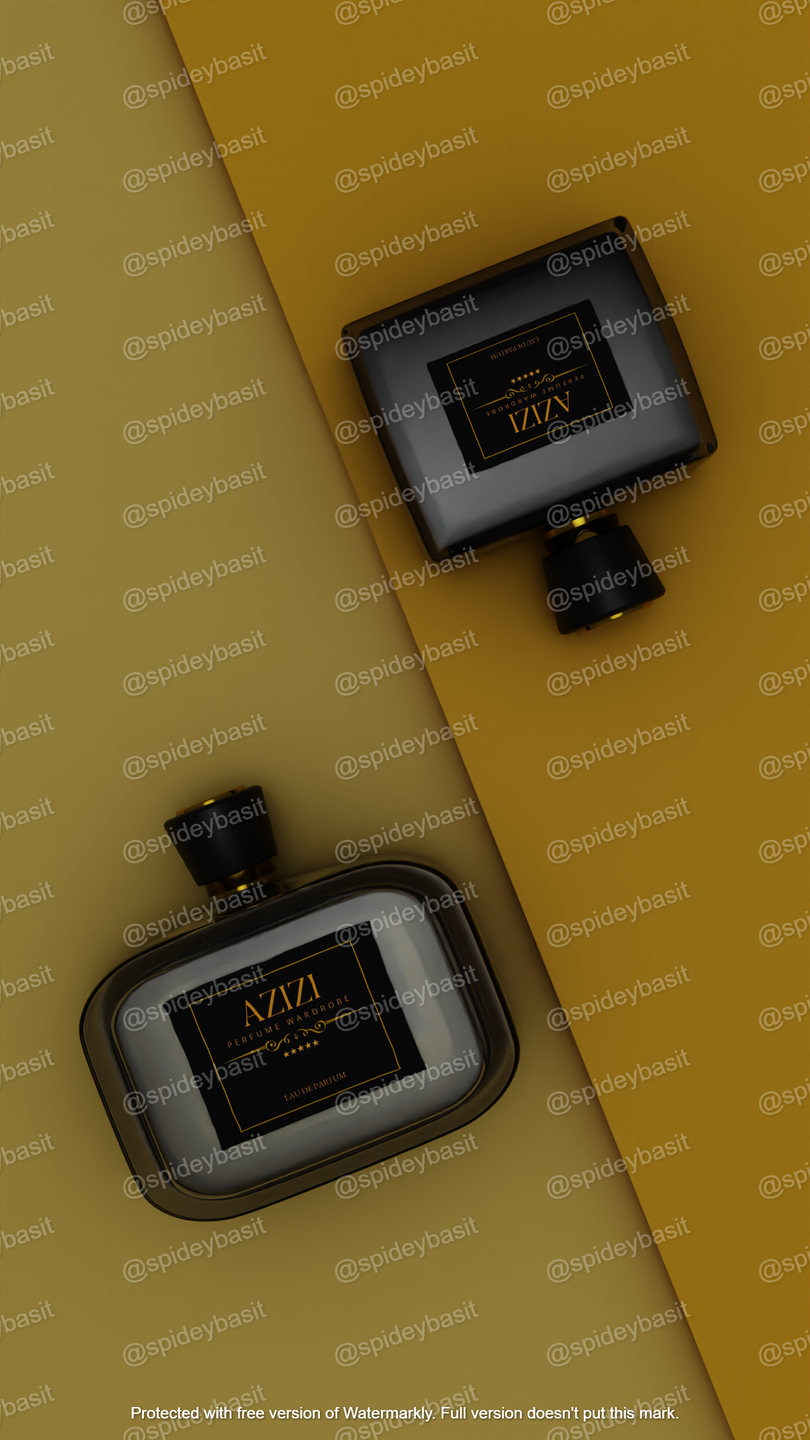 EAU DE PARFUM
★★★★★
PERFUME WARDROBE
AZIZI
AZIZI
PERFUME WARDROBE
★★★★★
EAU DE PARFUM
@spideybasit
Protected with free version of Watermarkly. Full version doesn't put this mark.